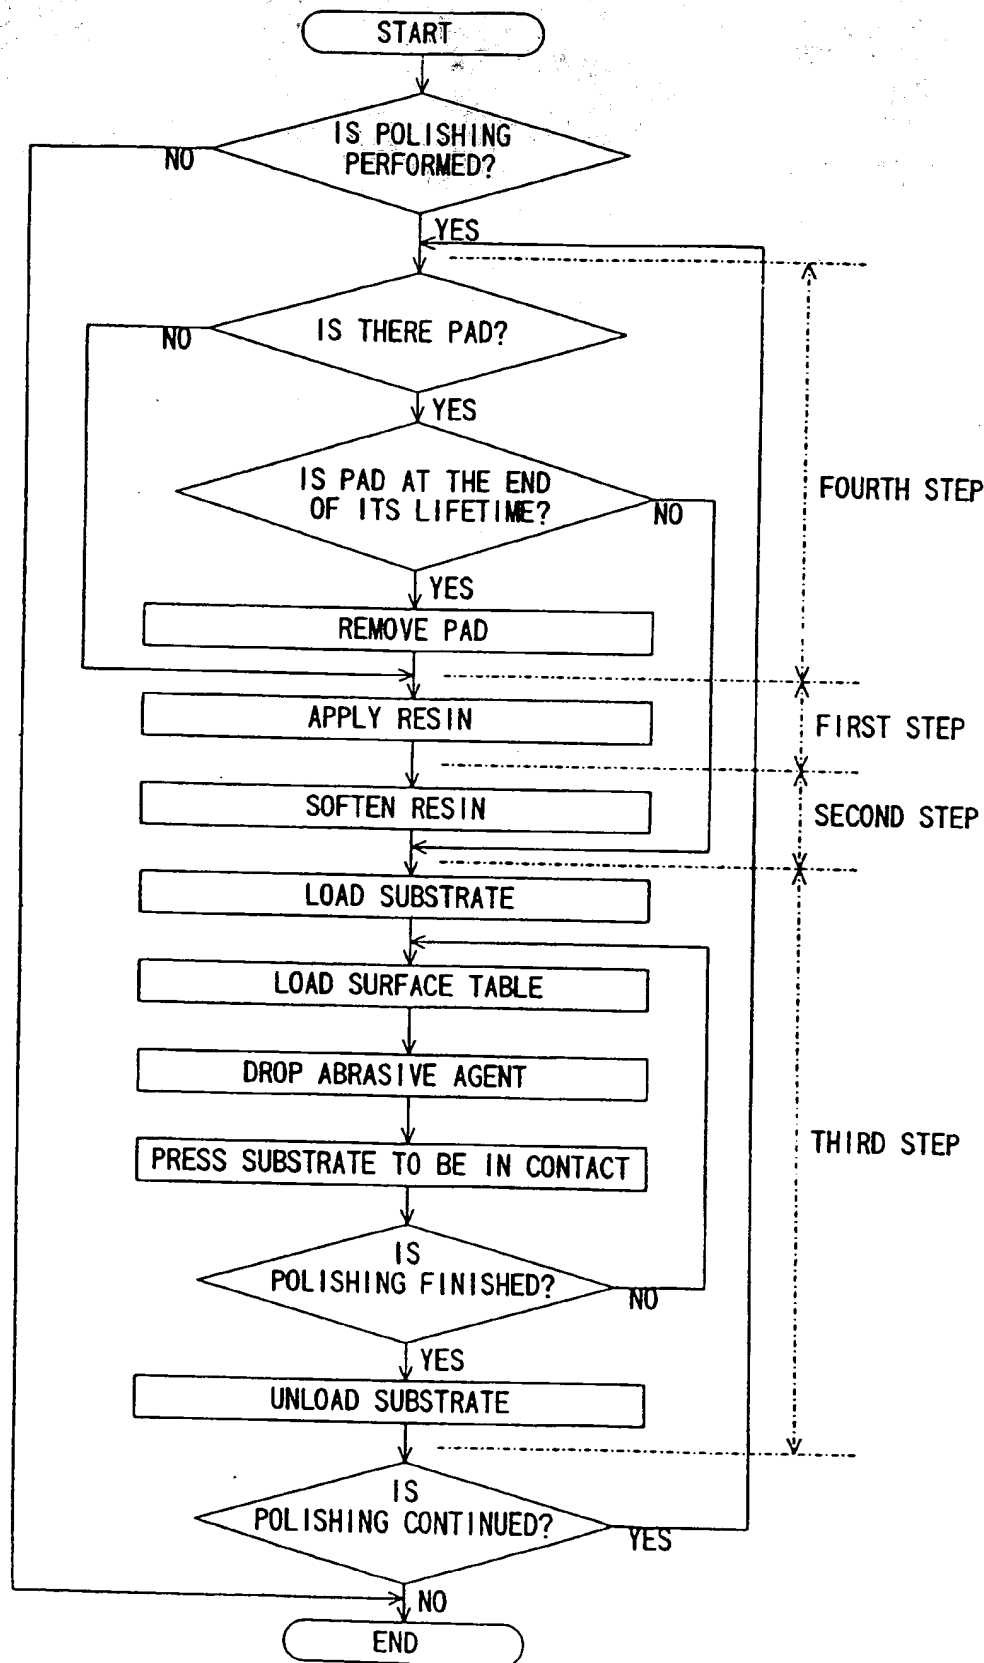 START
IS POLISHING
PERFORMED?
NO
YES
IS THERE PAD?
NO
YES
IS PAD AT THE END
OF ITS LIFETIME?
NO
FOURTH STEP
YES
REMOVE PAD
APPLY RESIN
FIRST STEP
SOFTEN RESIN
SECOND STEP
LOAD SUBSTRATE
LOAD SURFACE TABLE
DROP ABRASIVE AGENT
THIRD STEP
PRESS SUBSTRATE TO BE IN CONTACT
IS
POLISHING FINISHED?
NO
YES
UNLOAD SUBSTRATE
IS
POLISHING CONTINUED?
YES
NO
END